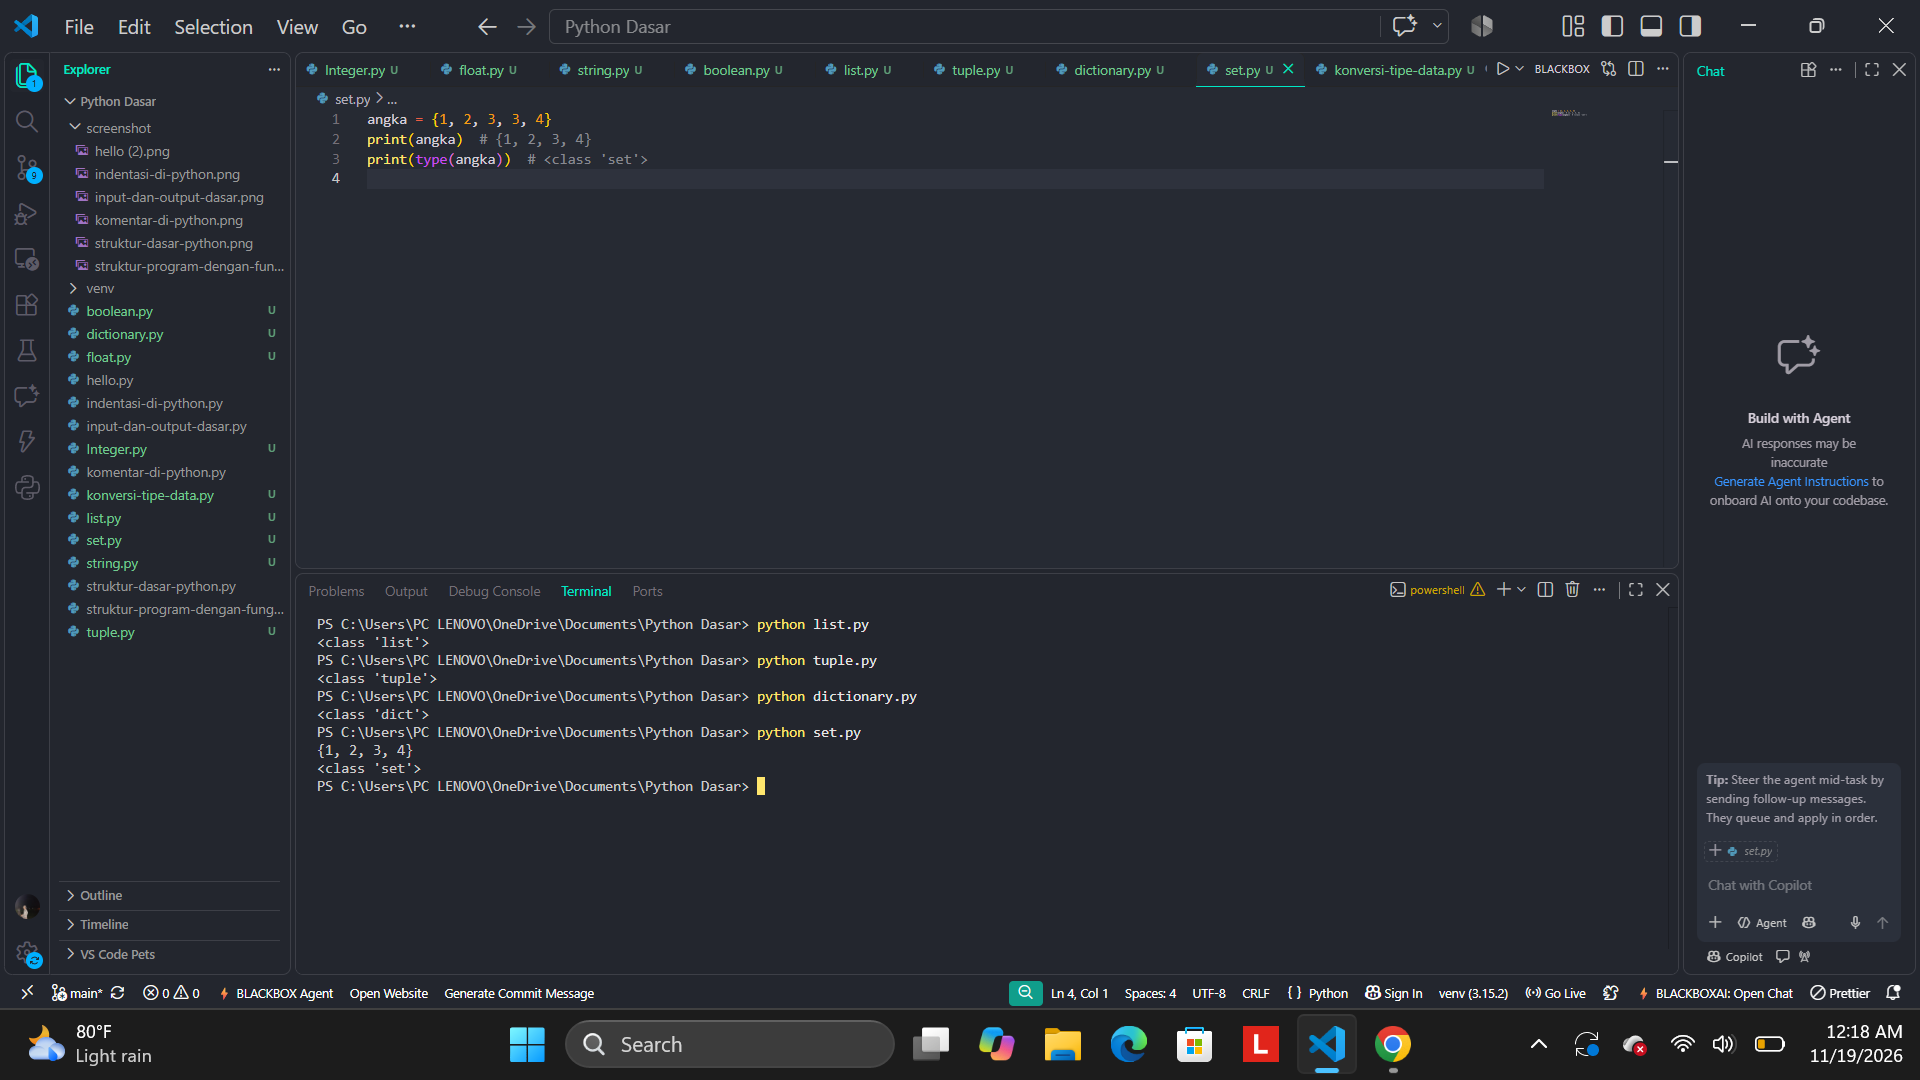 File Edit Selection View Go
Python Dasar
Explorer
Python Dasar
screenshot
hello (2).png
indentasi-di-python.png
input-dan-output-dasar.png
komentar-di-python.png
struktur-dasar-python.png
struktur-program-dengan-fun...
venv
boolean.py U
dictionary.py U
float.py U
hello.py
indentasi-di-python.py
input-dan-output-dasar.py
Integer.py U
komentar-di-python.py
konversi-tipe-data.py U
list.py U
set.py U
string.py U
struktur-dasar-python.py
struktur-program-dengan-fung...
tuple.py U
Outline
Timeline
VS Code Pets
1
9
Integer.py U float.py U string.py U boolean.py U list.py U tuple.py U dictionary.py U set.py U konversi-tipe-data.py U BLACKBOX
set.py > ...
1 angka = {1, 2, 3, 3, 4}
2 print(angka)  # {1, 2, 3, 4}
3 print(type(angka))  # <class 'set'>
4
Problems Output Debug Console Terminal Ports
powershell
PS C:\Users\PC LENOVO\OneDrive\Documents\Python Dasar> python list.py
<class 'list'>
PS C:\Users\PC LENOVO\OneDrive\Documents\Python Dasar> python tuple.py
<class 'tuple'>
PS C:\Users\PC LENOVO\OneDrive\Documents\Python Dasar> python dictionary.py
<class 'dict'>
PS C:\Users\PC LENOVO\OneDrive\Documents\Python Dasar> python set.py
{1, 2, 3, 4}
<class 'set'>
PS C:\Users\PC LENOVO\OneDrive\Documents\Python Dasar>
Chat
Build with Agent
AI responses may be
inaccurate
Generate Agent Instructions to
onboard AI onto your codebase.
Tip: Steer the agent mid-task by
sending follow-up messages.
They queue and apply in order.
set.py
Chat with Copilot
Agent
Copilot
main* 0 0 BLACKBOX Agent Open Website Generate Commit Message
Ln 4, Col 1 Spaces: 4 UTF-8 CRLF { } Python Sign In venv (3.15.2) Go Live BLACKBOXAI: Open Chat Prettier
80°F
Light rain
Search
L
12:18 AM
11/19/2026